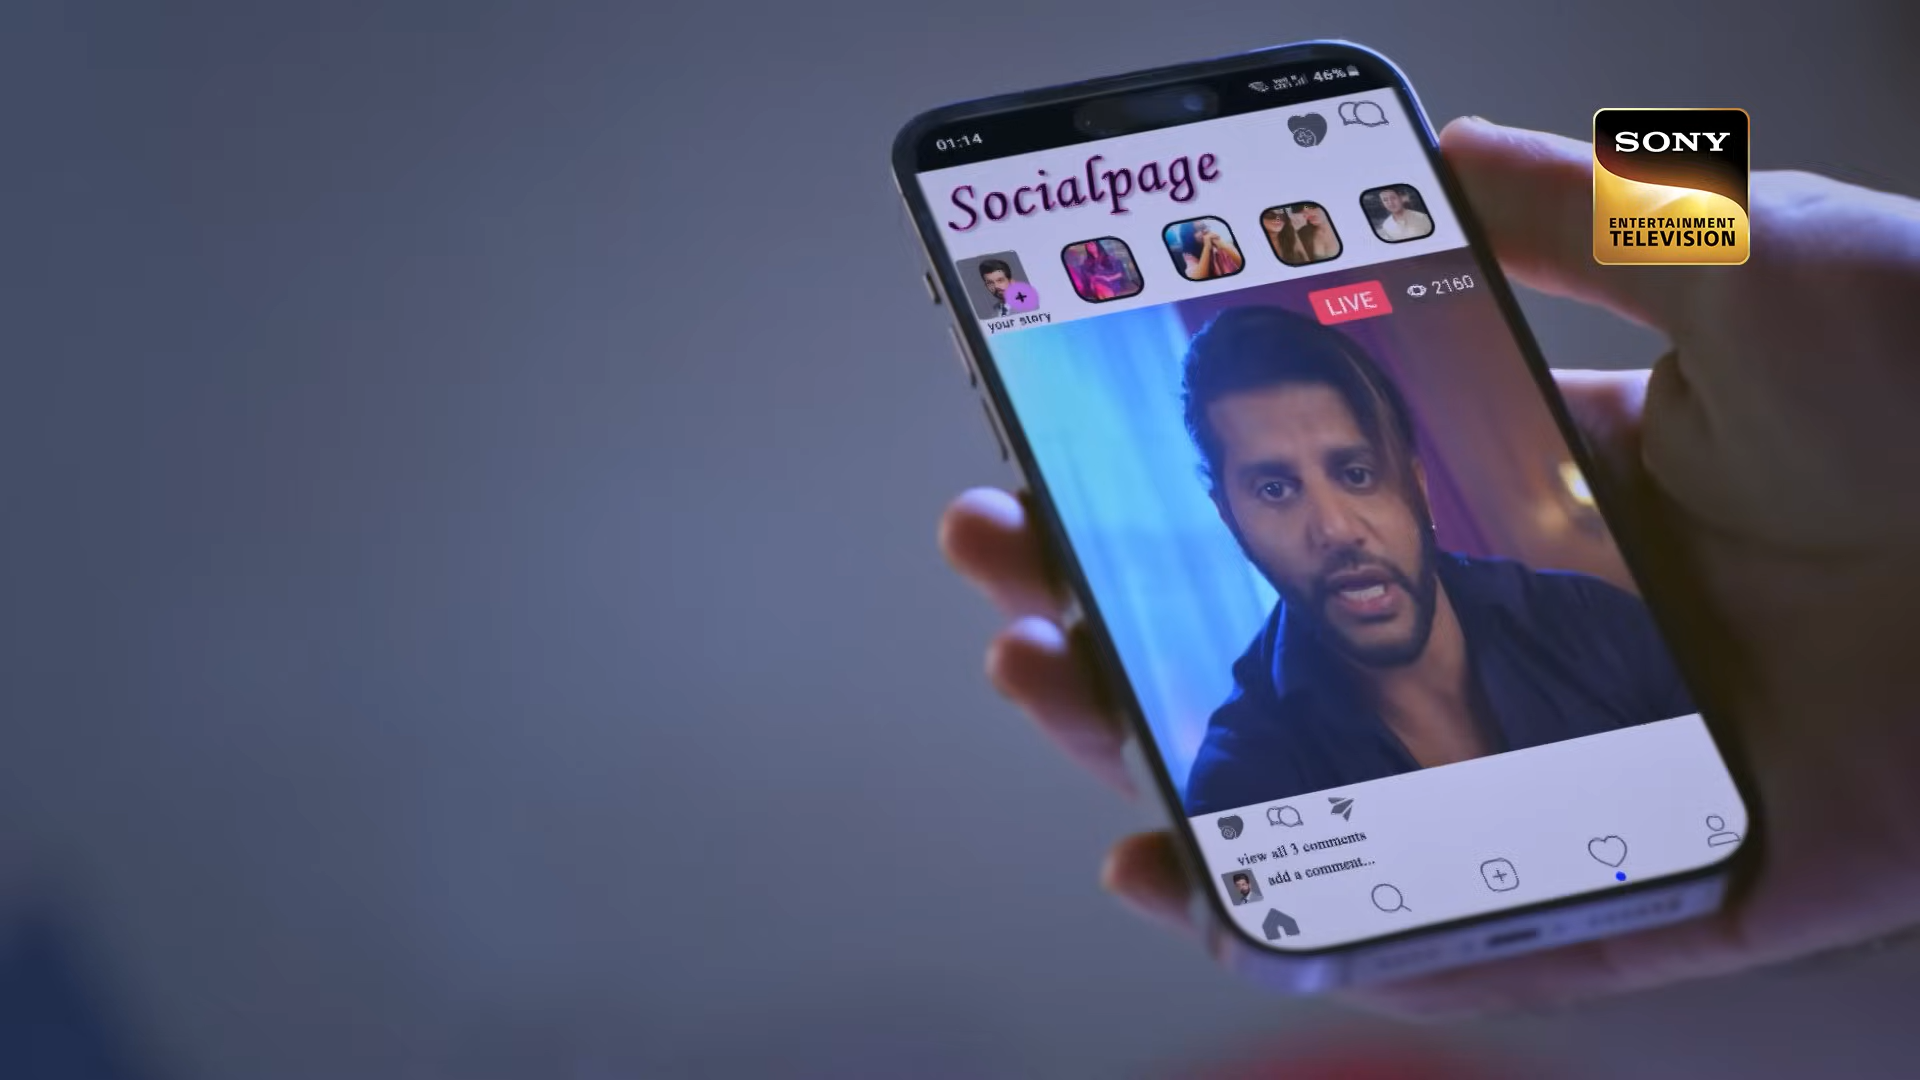 01:14
46%
Socialpage
your story
LIVE
2160
view all 3 comments
add a comment...
SONY
ENTERTAINMENT
TELEVISION